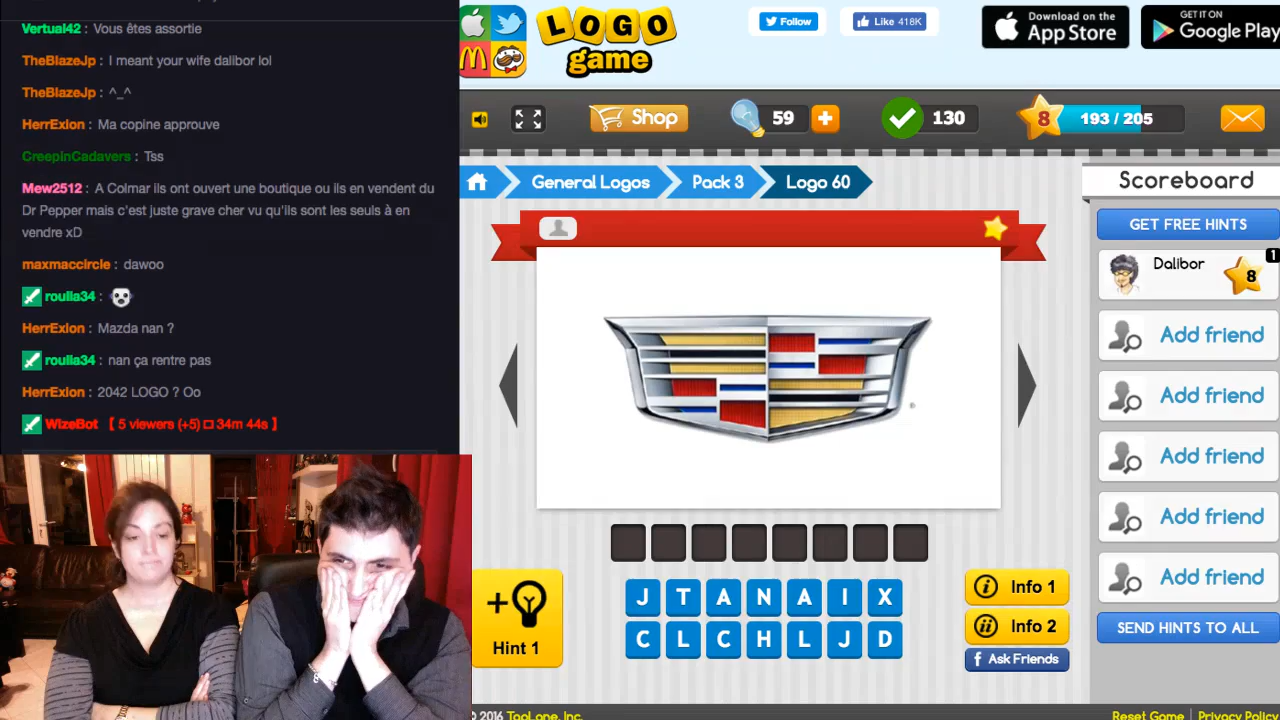 Vertual42 : Vous êtes assortie
TheBlazeJp : I meant your wife dalibor lol
TheBlazeJp : ^_^
HerrExion : Ma copine approuve
CreepinCadavers : Tss
Mew2512 : A Colmar ils ont ouvert une boutique ou ils en vendent du
Dr Pepper mais c'est juste grave cher vu qu'ils sont les seuls à en
vendre xD
maxmaccircle : dawoo
roulla34 :
HerrExion : Mazda nan ?
roulla34 : nan ça rentre pas
HerrExion : 2042 LOGO ? Oo
WizeBot 【 5 viewers (+5) 34m 44s 】
LOGO
game
Follow
Like 418K
Download on the
App Store
GET IT ON
Google Play
Shop
59
130
8
193 / 205
General Logos
Pack 3
Logo 60
Scoreboard
GET FREE HINTS
Dalibor
8
1
Add friend
Add friend
Add friend
Add friend
Add friend
SEND HINTS TO ALL
J T A N A I X
C L C H L J D
Hint 1
Info 1
Info 2
Ask Friends
© 2016 TapLane, Inc.
Reset Game | Privacy Policy